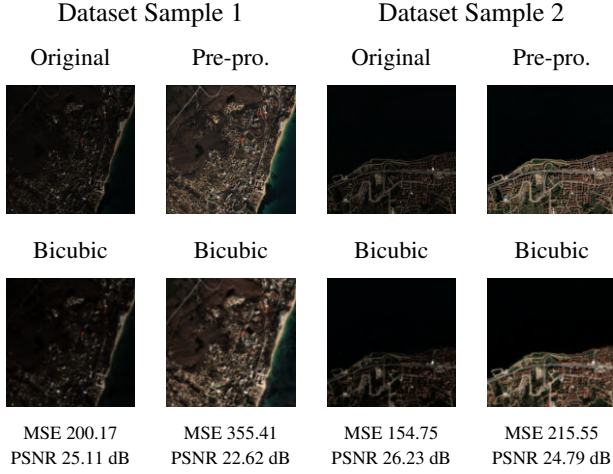 Dataset Sample 1 Dataset Sample 2
Original Pre-pro. Original Pre-pro.
Bicubic Bicubic Bicubic Bicubic
MSE 200.17 MSE 355.41 MSE 154.75 MSE 215.55
PSNR 25.11 dB PSNR 22.62 dB PSNR 26.23 dB PSNR 24.79 dB